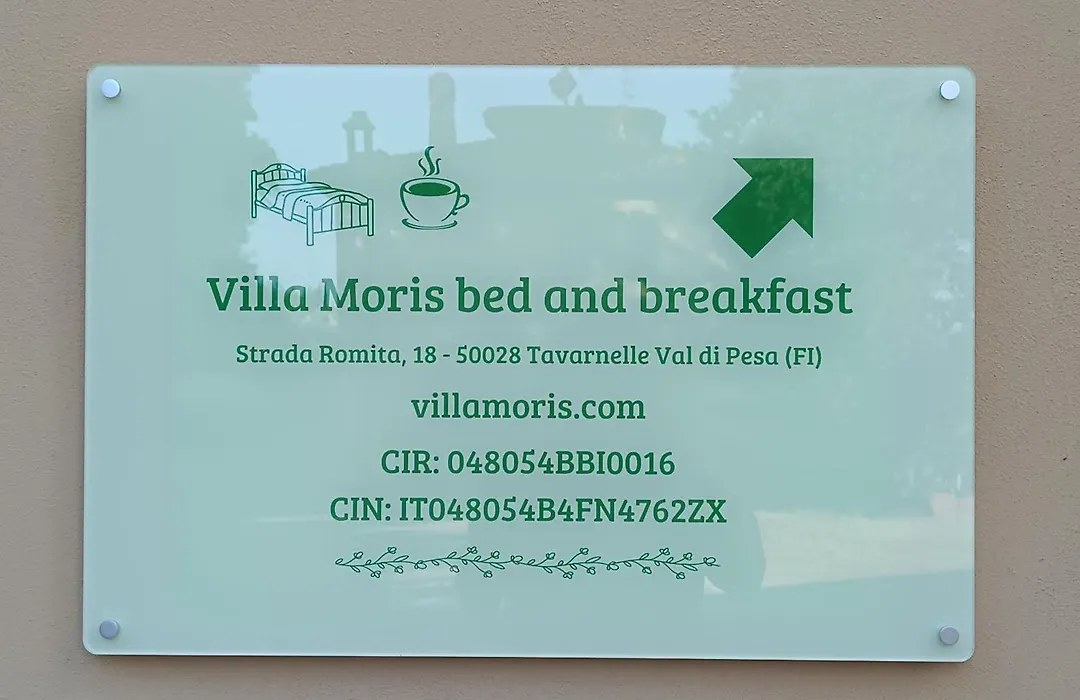 Villa Moris bed and breakfast
Strada Romita, 18 - 50028 Tavarnelle Val di Pesa (FI)
villamoris.com
CIR: 048054BBI0016
CIN: IT048054B4FN4762ZX